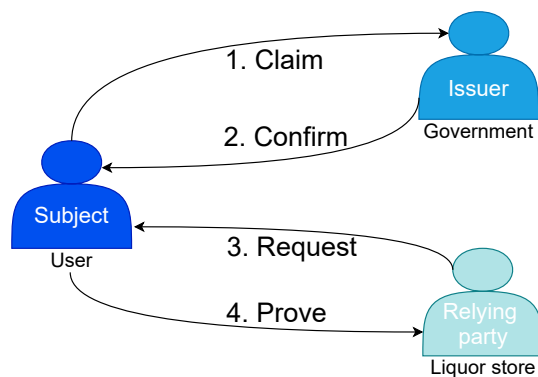 1. Claim
Issuer
Government
2. Confirm
Subject
User
3. Request
4. Prove
Relying
party
Liquor store